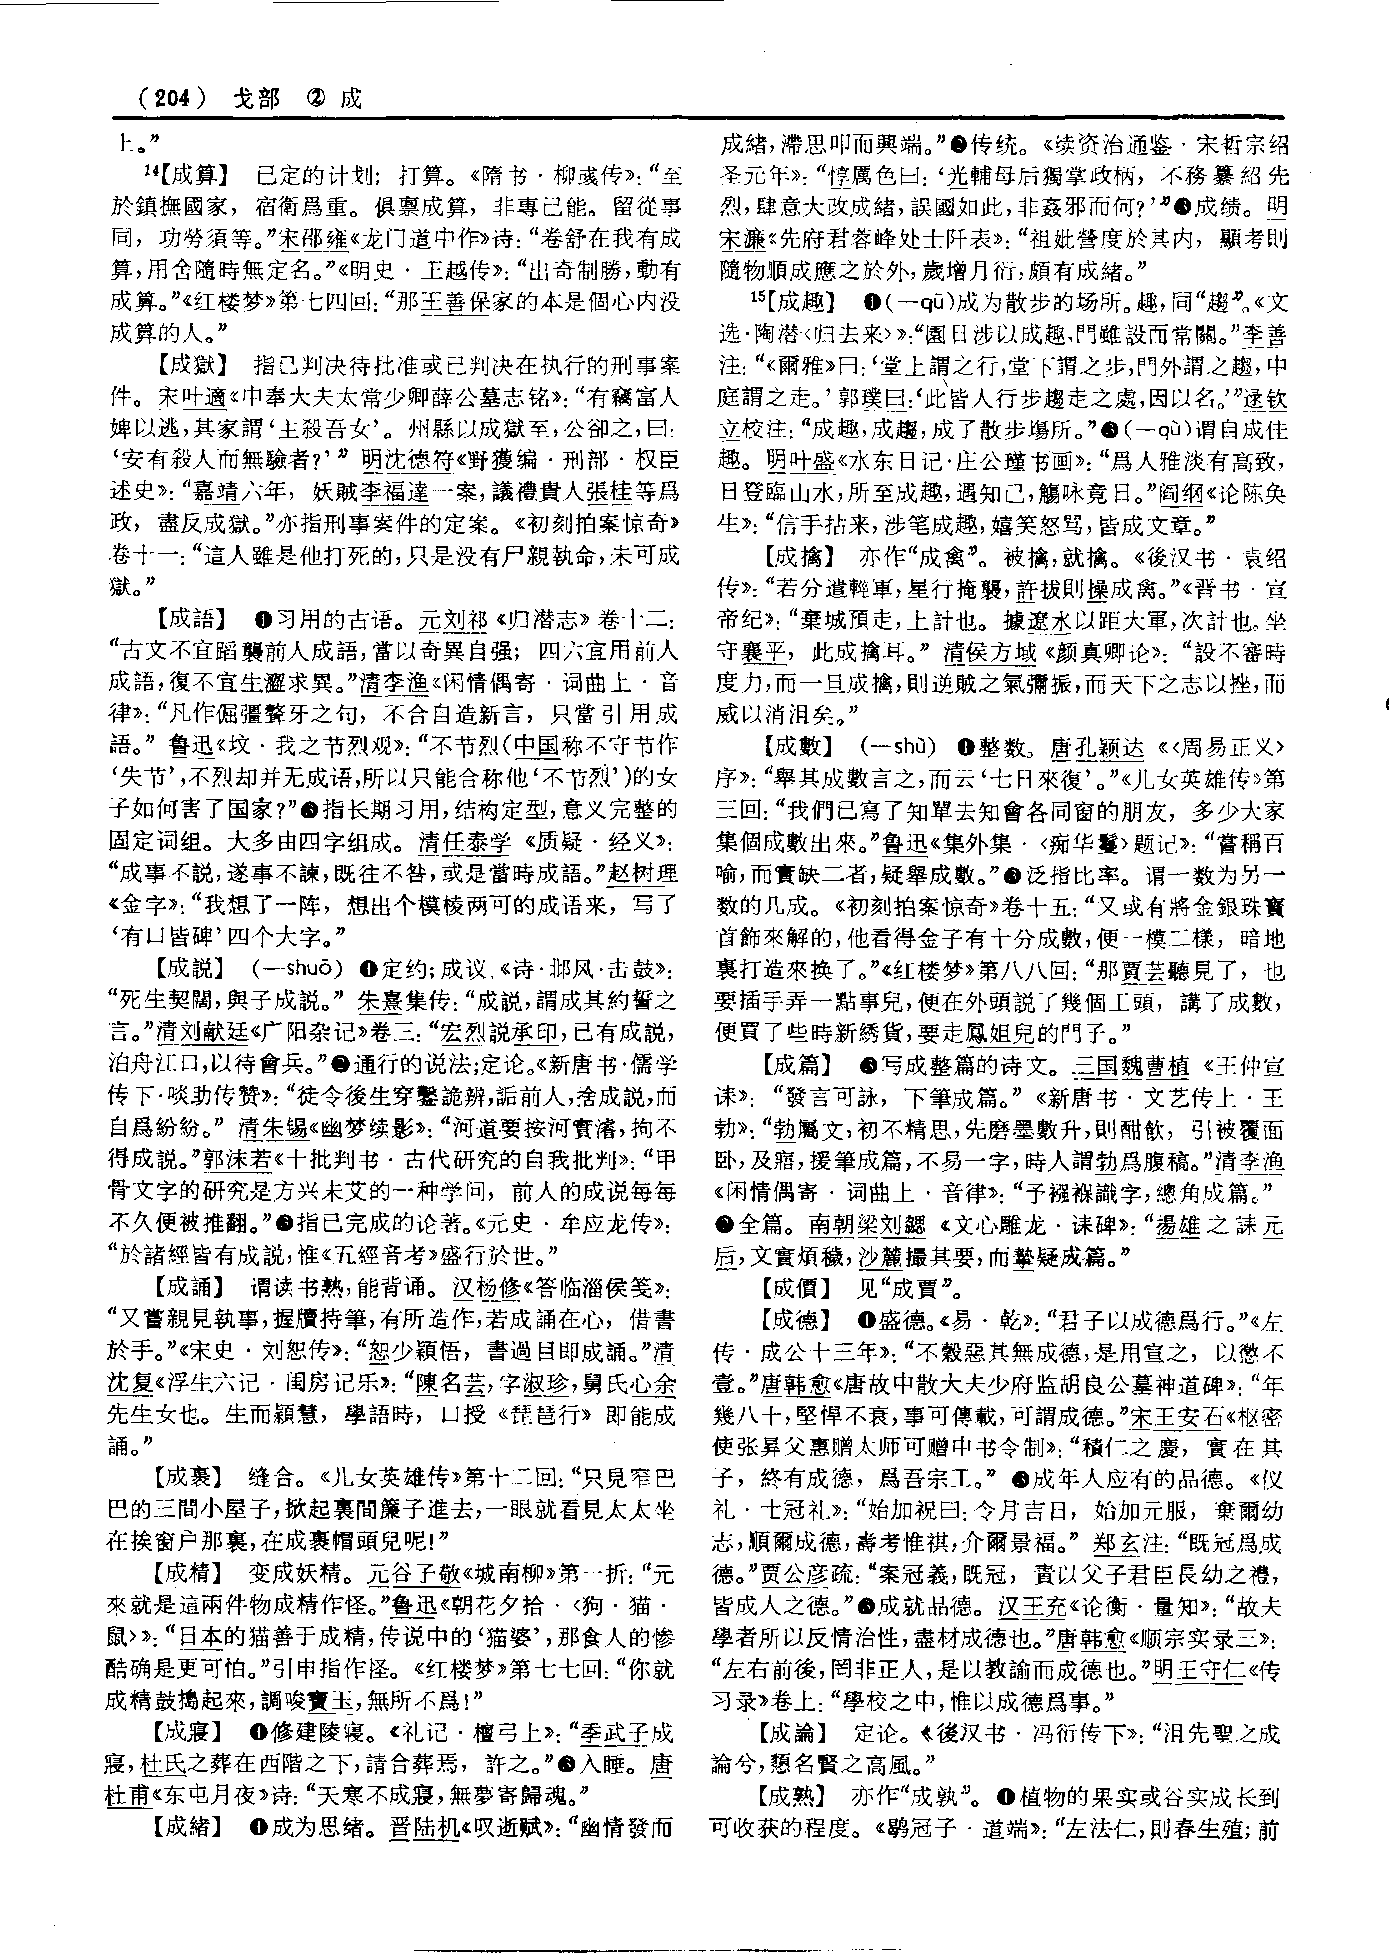 (204) 戈部 ② 成
上。”
14【成算】 已定的计划；打算。《隋书·柳彧传》：“至
於鎮撫國家，宿衛爲重。俱禀成算，非專己能。留從事
同，功勞須等。”宋邵雍《龙门道中作》诗：“卷舒在我有成
算，用舍隨時無定名。”《明史·王越传》：“出奇制勝，動有
成算。”《红楼梦》第七四回：“那王善保家的本是個心内没
成算的人。”
【成獄】 指已判决待批准或已判决在执行的刑事案
件。宋叶適《中奉大夫太常少卿薛公墓志铭》：“有竊富人
婢以逃，其家謂‘主殺吾女’。州縣以成獄至，公卻之，曰：
‘安有殺人而無驗者？’”明沈德符《野獲编·刑部·权臣
述史》：“嘉靖六年，妖賊李福達一案，議禮貴人張桂等爲
政，盡反成獄。”亦指刑事案件的定案。《初刻拍案惊奇》
卷十一：“這人雖是他打死的，只是没有尸親執命，未可成
獄。”
【成語】 ❶习用的古语。元刘祁《归潜志》卷十二：
“古文不宜蹈襲前人成語，當以奇異自强；四六宜用前人
成語，復不宜生澀求異。”清李渔《闲情偶寄·词曲上·音
律》：“凡作倔彊聱牙之句，不合自造新言，只當引用成
語。”鲁迅《坟·我之节烈观》：“不节烈（中国称不守节作
‘失节’，不烈却并无成语，所以只能合称他‘不节烈’）的女
子如何害了国家？”❷指长期习用，结构定型，意义完整的
固定词组。大多由四字组成。清任泰学《质疑·经义》：
“成事不説，遂事不諫，既往不咎，或是當時成語。”赵树理
《金字》：“我想了一阵，想出个模棱两可的成语来，写了
‘有口皆碑’四个大字。”
【成説】 （—shuō）❶定约；成议。《诗·邶风·击鼓》：
“死生契闊，與子成説。”朱熹集传：“成説，謂成其約誓之
言。”清刘献廷《广阳杂记》卷三：“宏烈説承印，已有成説，
泊舟江口，以待會兵。”❷通行的说法；定论。《新唐书·儒学
传下·啖助传赞》：“徒令後生穿鑿詭辨，詬前人，捨成説，而
自爲紛紛。”清朱锡《幽梦续影》：“河道要按河實濬，拘不
得成説。”郭沫若《十批判书·古代研究的自我批判》：“甲
骨文字的研究是方兴未艾的一种学问，前人的成说每每
不久便被推翻。”❸指已完成的论著。《元史·牟应龙传》：
“於諸經皆有成説，惟《五經音考》盛行於世。”
【成誦】 谓读书熟，能背诵。汉杨修《答临淄侯笺》：
“又嘗親見執事，握牘持筆，有所造作，若成誦在心，借書
於手。”《宋史·刘恕传》：“恕少穎悟，書過目即成誦。”清
沈复《浮生六记·闺房记乐》：“陳名芸，字淑珍，舅氏心余
先生女也。生而穎慧，學語時，口授《琵琶行》即能成
誦。”
【成裹】 缝合。《儿女英雄传》第十二回：“只見窄巴
巴的三間小屋子，掀起裏間簾子進去，一眼就看見太太坐
在挨窗户那裏，在成裹帽頭兒呢！”
【成精】 变成妖精。元谷子敬《城南柳》第一折：“元
來就是這兩件物成精作怪。”鲁迅《朝花夕拾·〈狗·猫·
鼠〉》：“日本的猫善于成精，传说中的‘猫婆’，那食人的惨
酷确是更可怕。”引申指作怪。《红楼梦》第七七回：“你就
成精鼓搗起來，調唆寶玉，無所不爲！”
【成寢】 ❶修建陵寝。《礼记·檀弓上》：“季武子成
寢，杜氏之葬在西階之下，請合葬焉，許之。”❷入睡。唐
杜甫《东屯月夜》诗：“天寒不成寢，無夢寄歸魂。”
【成緒】 ❶成为思绪。晋陆机《叹逝赋》：“幽情發而
成緒，滯思叩而興端。”❷传统。《续资治通鉴·宋哲宗绍
圣元年》：“惇厲色曰：‘光輔母后獨掌政柄，不務纂紹先
烈，肆意大改成緒，誤國如此，非姦邪而何？’”❸成绩。明
宋濂《先府君蓉峰处士阡表》：“祖妣營度於其内，顯考則
隨物順成應之於外，歲增月衍，頗有成緒。”
15【成趣】 ❶（—qū）成为散步的场所。趣，同“趨”。《文
选·陶潜〈归去来〉》：“園日涉以成趣，門雖設而常關。”李善
注：“《爾雅》曰：‘堂上謂之行，堂下謂之步，門外謂之趨，中
庭謂之走。’郭璞曰：‘此皆人行步趨走之處，因以名。’”逯钦
立校注：“成趣，成趨，成了散步場所。”❷（—qù）谓自成佳
趣。明叶盛《水东日记·庄公瑾书画》：“爲人雅淡有高致，
日登臨山水，所至成趣，遇知己，觴咏竟日。”阎纲《论陈奂
生》：“信手拈来，涉笔成趣，嬉笑怒骂，皆成文章。”
【成擒】 亦作“成禽”。被擒，就擒。《後汉书·袁绍
传》：“若分遣輕軍，星行掩襲，許拔則操成禽。”《晋书·宣
帝纪》：“棄城預走，上計也。據遼水以距大軍，次計也。坐
守襄平，此成擒耳。”清侯方域《颜真卿论》：“設不審時
度力，而一旦成擒，則逆賊之氣彌振，而天下之志以挫，而
威以消沮矣。”
【成數】 （—shù）❶整数。唐孔颖达《〈周易正义〉
序》：“舉其成數言之，而云‘七日來復’。”《儿女英雄传》第
三回：“我們已寫了知單去知會各同窗的朋友，多少大家
集個成數出來。”鲁迅《集外集·〈痴华鬘〉题记》：“嘗稱百
喻，而實缺二者，疑舉成數。”❷泛指比率。谓一数为另一
数的几成。《初刻拍案惊奇》卷十五：“又或有將金銀珠寶
首飾來解的，他看得金子有十分成數，便一模二樣，暗地
裏打造來换了。”《红楼梦》第八八回：“那賈芸聽見了，也
要插手弄一點事兒，便在外頭説了幾個工頭，講了成數，
便買了些時新綉貨，要走鳳姐兒的門子。”
【成篇】 ❶写成整篇的诗文。三国魏曹植《王仲宣
诔》：“發言可詠，下筆成篇。”《新唐书·文艺传上·王
勃》：“勃屬文，初不精思，先磨墨數升，則酣飲，引被覆面
卧，及寤，援筆成篇，不易一字，時人謂勃爲腹稿。”清李渔
《闲情偶寄·词曲上·音律》：“予襁褓識字，總角成篇。”
❷全篇。南朝梁刘勰《文心雕龙·诔碑》：“揚雄之誄元
后，文實煩穢，沙麓撮其要，而摯疑成篇。”
【成價】 见“成賈”。
【成德】 ❶盛德。《易·乾》：“君子以成德爲行。”《左
传·成公十三年》：“不穀惡其無成德，是用宣之，以懲不
壹。”唐韩愈《唐故中散大夫少府监胡良公墓神道碑》：“年
幾八十，堅悍不衰，事可傳載，可謂成德。”宋王安石《枢密
使张昇父惠赠太师可赠中书令制》：“積仁之慶，實在其
子，終有成德，爲吾宗工。”❷成年人应有的品德。《仪
礼·士冠礼》：“始加祝曰：令月吉日，始加元服，棄爾幼
志，順爾成德，壽考惟祺，介爾景福。”郑玄注：“既冠爲成
德。”贾公彦疏：“案冠義，既冠，責以父子君臣長幼之禮，
皆成人之德。”❸成就品德。汉王充《论衡·量知》：“故夫
學者所以反情治性，盡材成德也。”唐韩愈《顺宗实录三》：
“左右前後，罔非正人，是以教諭而成德也。”明王守仁《传
习录》卷上：“學校之中，惟以成德爲事。”
【成論】 定论。《後汉书·冯衍传下》：“沮先聖之成
論兮，懇名賢之高風。”
【成熟】 亦作“成孰”。❶植物的果实或谷实成长到
可收获的程度。《鹖冠子·道端》：“左法仁，則春生殖；前